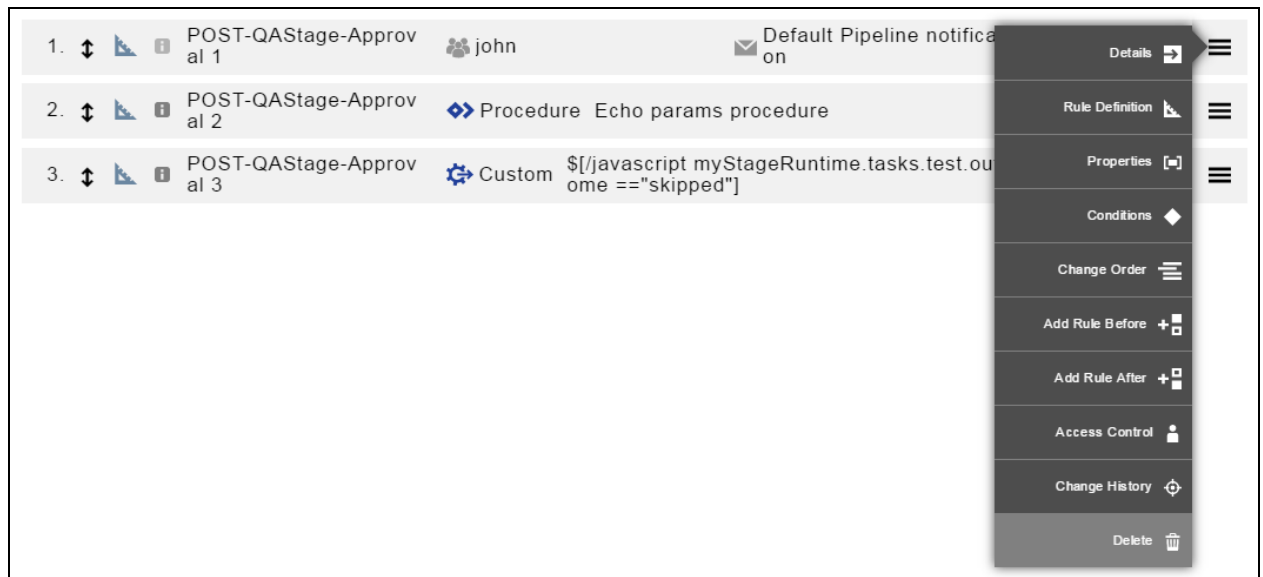 1. POST-QAStage-Approv john Default Pipeline notifica
al 1 on
2. POST-QAStage-Approv Procedure Echo params procedure
al 2
3. POST-QAStage-Approv Custom $[/javascript myStageRuntime.tasks.test.ou
al 3 ome =="skipped"]
Details
Rule Definition
Properties
Conditions
Change Order
Add Rule Before
Add Rule After
Access Control
Change History
Delete